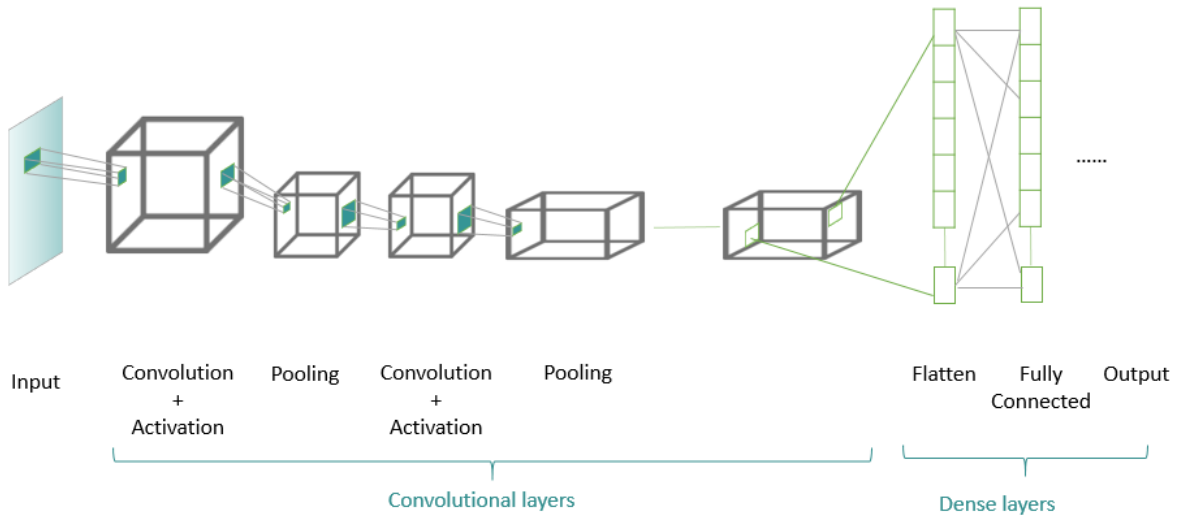 ......
Input
Convolution
+
Activation
Pooling
Convolution
+
Activation
Pooling
Flatten
Fully
Connected
Output
Convolutional layers
Dense layers